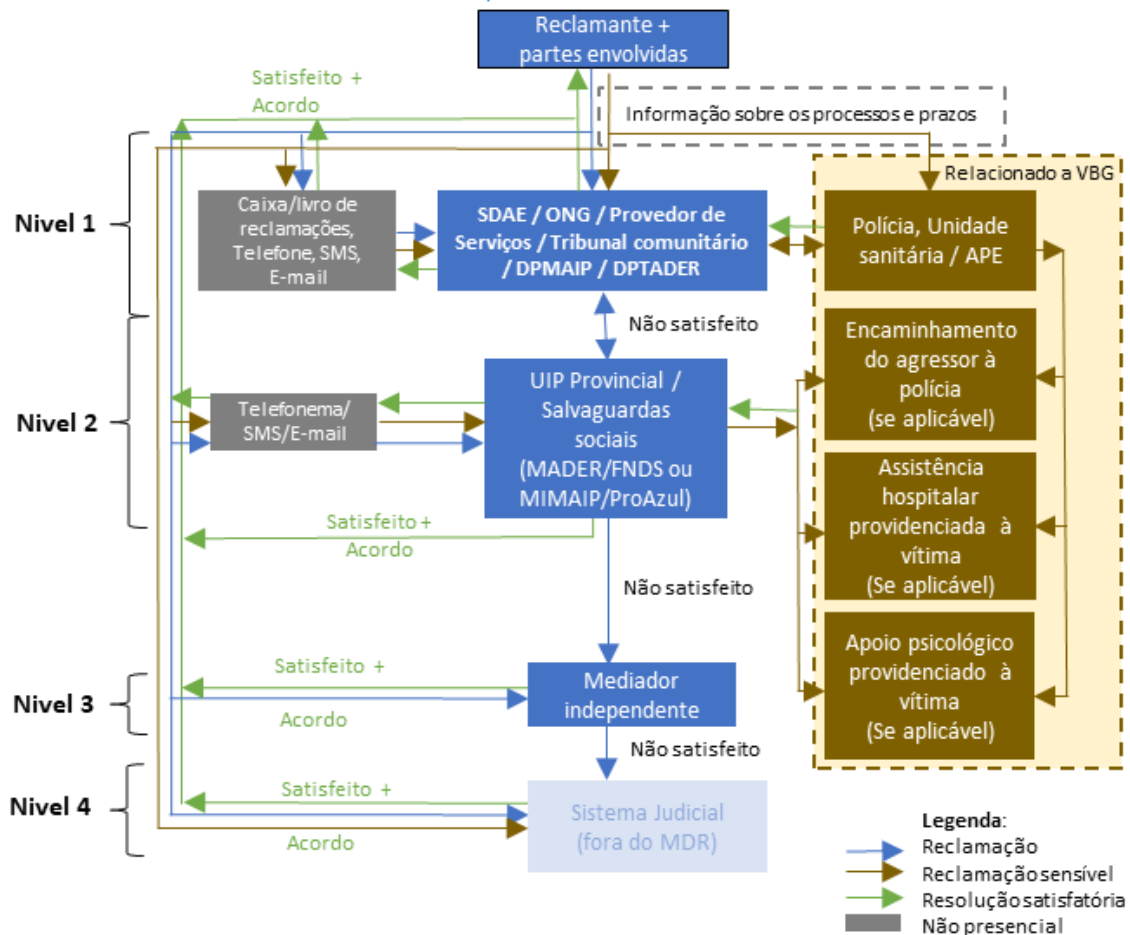 Reclamante +
partes envolvidas
Satisfeito +
Acordo
Informação sobre os processos e prazos
Relacionado a VBG
Nivel 1
Caixa/livro de
reclamações,
Telefone, SMS,
E-mail
SDAE / ONG / Provedor de
Serviços / Tribunal comunitário
/ DPMAIP / DPTADER
Polícia, Unidade
sanitária / APE
Não satisfeito
Nivel 2
Telefonema/
SMS/E-mail
UIP Provincial /
Salvaguardas
sociais
(MADER/FNDS ou
MIMAIP/ProAzul)
Encaminhamento
do agressor à
polícia
(se aplicável)
Assistência
hospitalar
providenciada à
vítima
(Se aplicável)
Satisfeito +
Acordo
Não satisfeito
Apoio psicológico
providenciado à
vítima
(Se aplicável)
Nivel 3
Satisfeito +
Acordo
Mediador
independente
Não satisfeito
Nivel 4
Satisfeito +
Acordo
Sistema Judicial
(fora do MDR)
Legenda:
Reclamação
Reclamação sensível
Resolução satisfatória
Não presencial